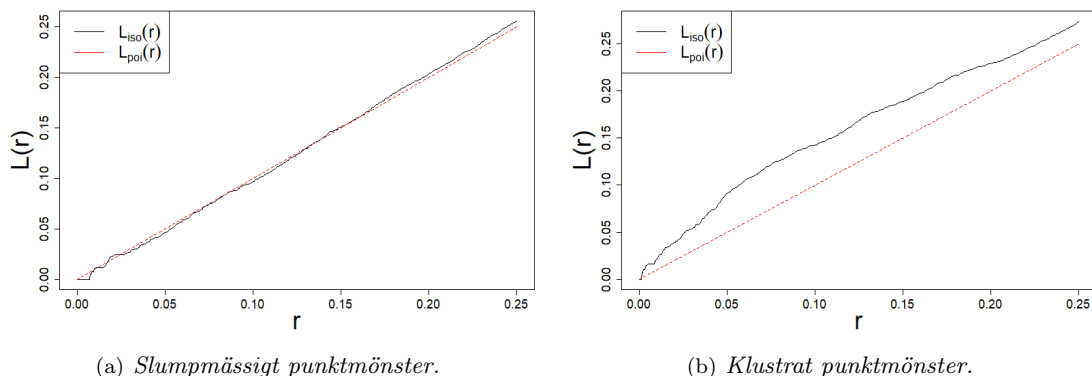 L_iso(r)
L_poi(r)
L(r)
0.00 0.05 0.10 0.15 0.20 0.25
0.00 0.05 0.10 0.15 0.20 0.25
r
(a) Slumpmässigt punktmönster.
L_iso(r)
L_poi(r)
L(r)
0.00 0.05 0.10 0.15 0.20 0.25
0.00 0.05 0.10 0.15 0.20 0.25
r
(b) Klustrat punktmönster.